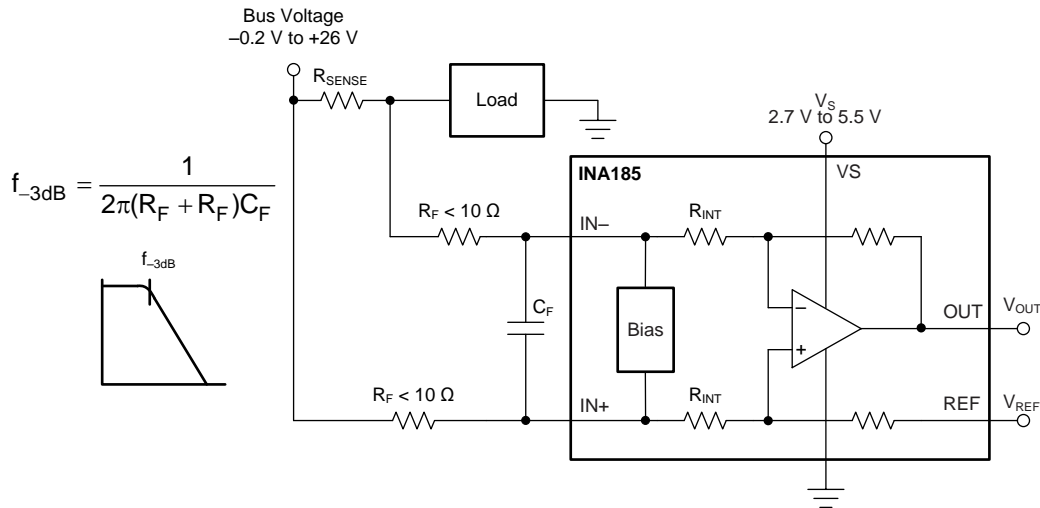 Bus Voltage
–0.2 V to +26 V
R_SENSE
Load
V_S
2.7 V to 5.5 V
INA185
VS
f_–3dB = 1 / 2π(R_F + R_F)C_F
R_F < 10 Ω
IN–
R_INT
f_–3dB
C_F
Bias
–
+
OUT
V_OUT
R_F < 10 Ω
IN+
R_INT
REF
V_REF